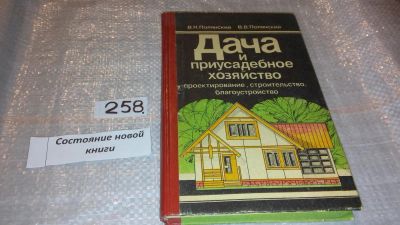 В.Н.Полянский В.В.Полянский
Дача
и
приусадебное
хозяйство
проектирование, строительство,
благоустройство
258
Состояние новой
книги